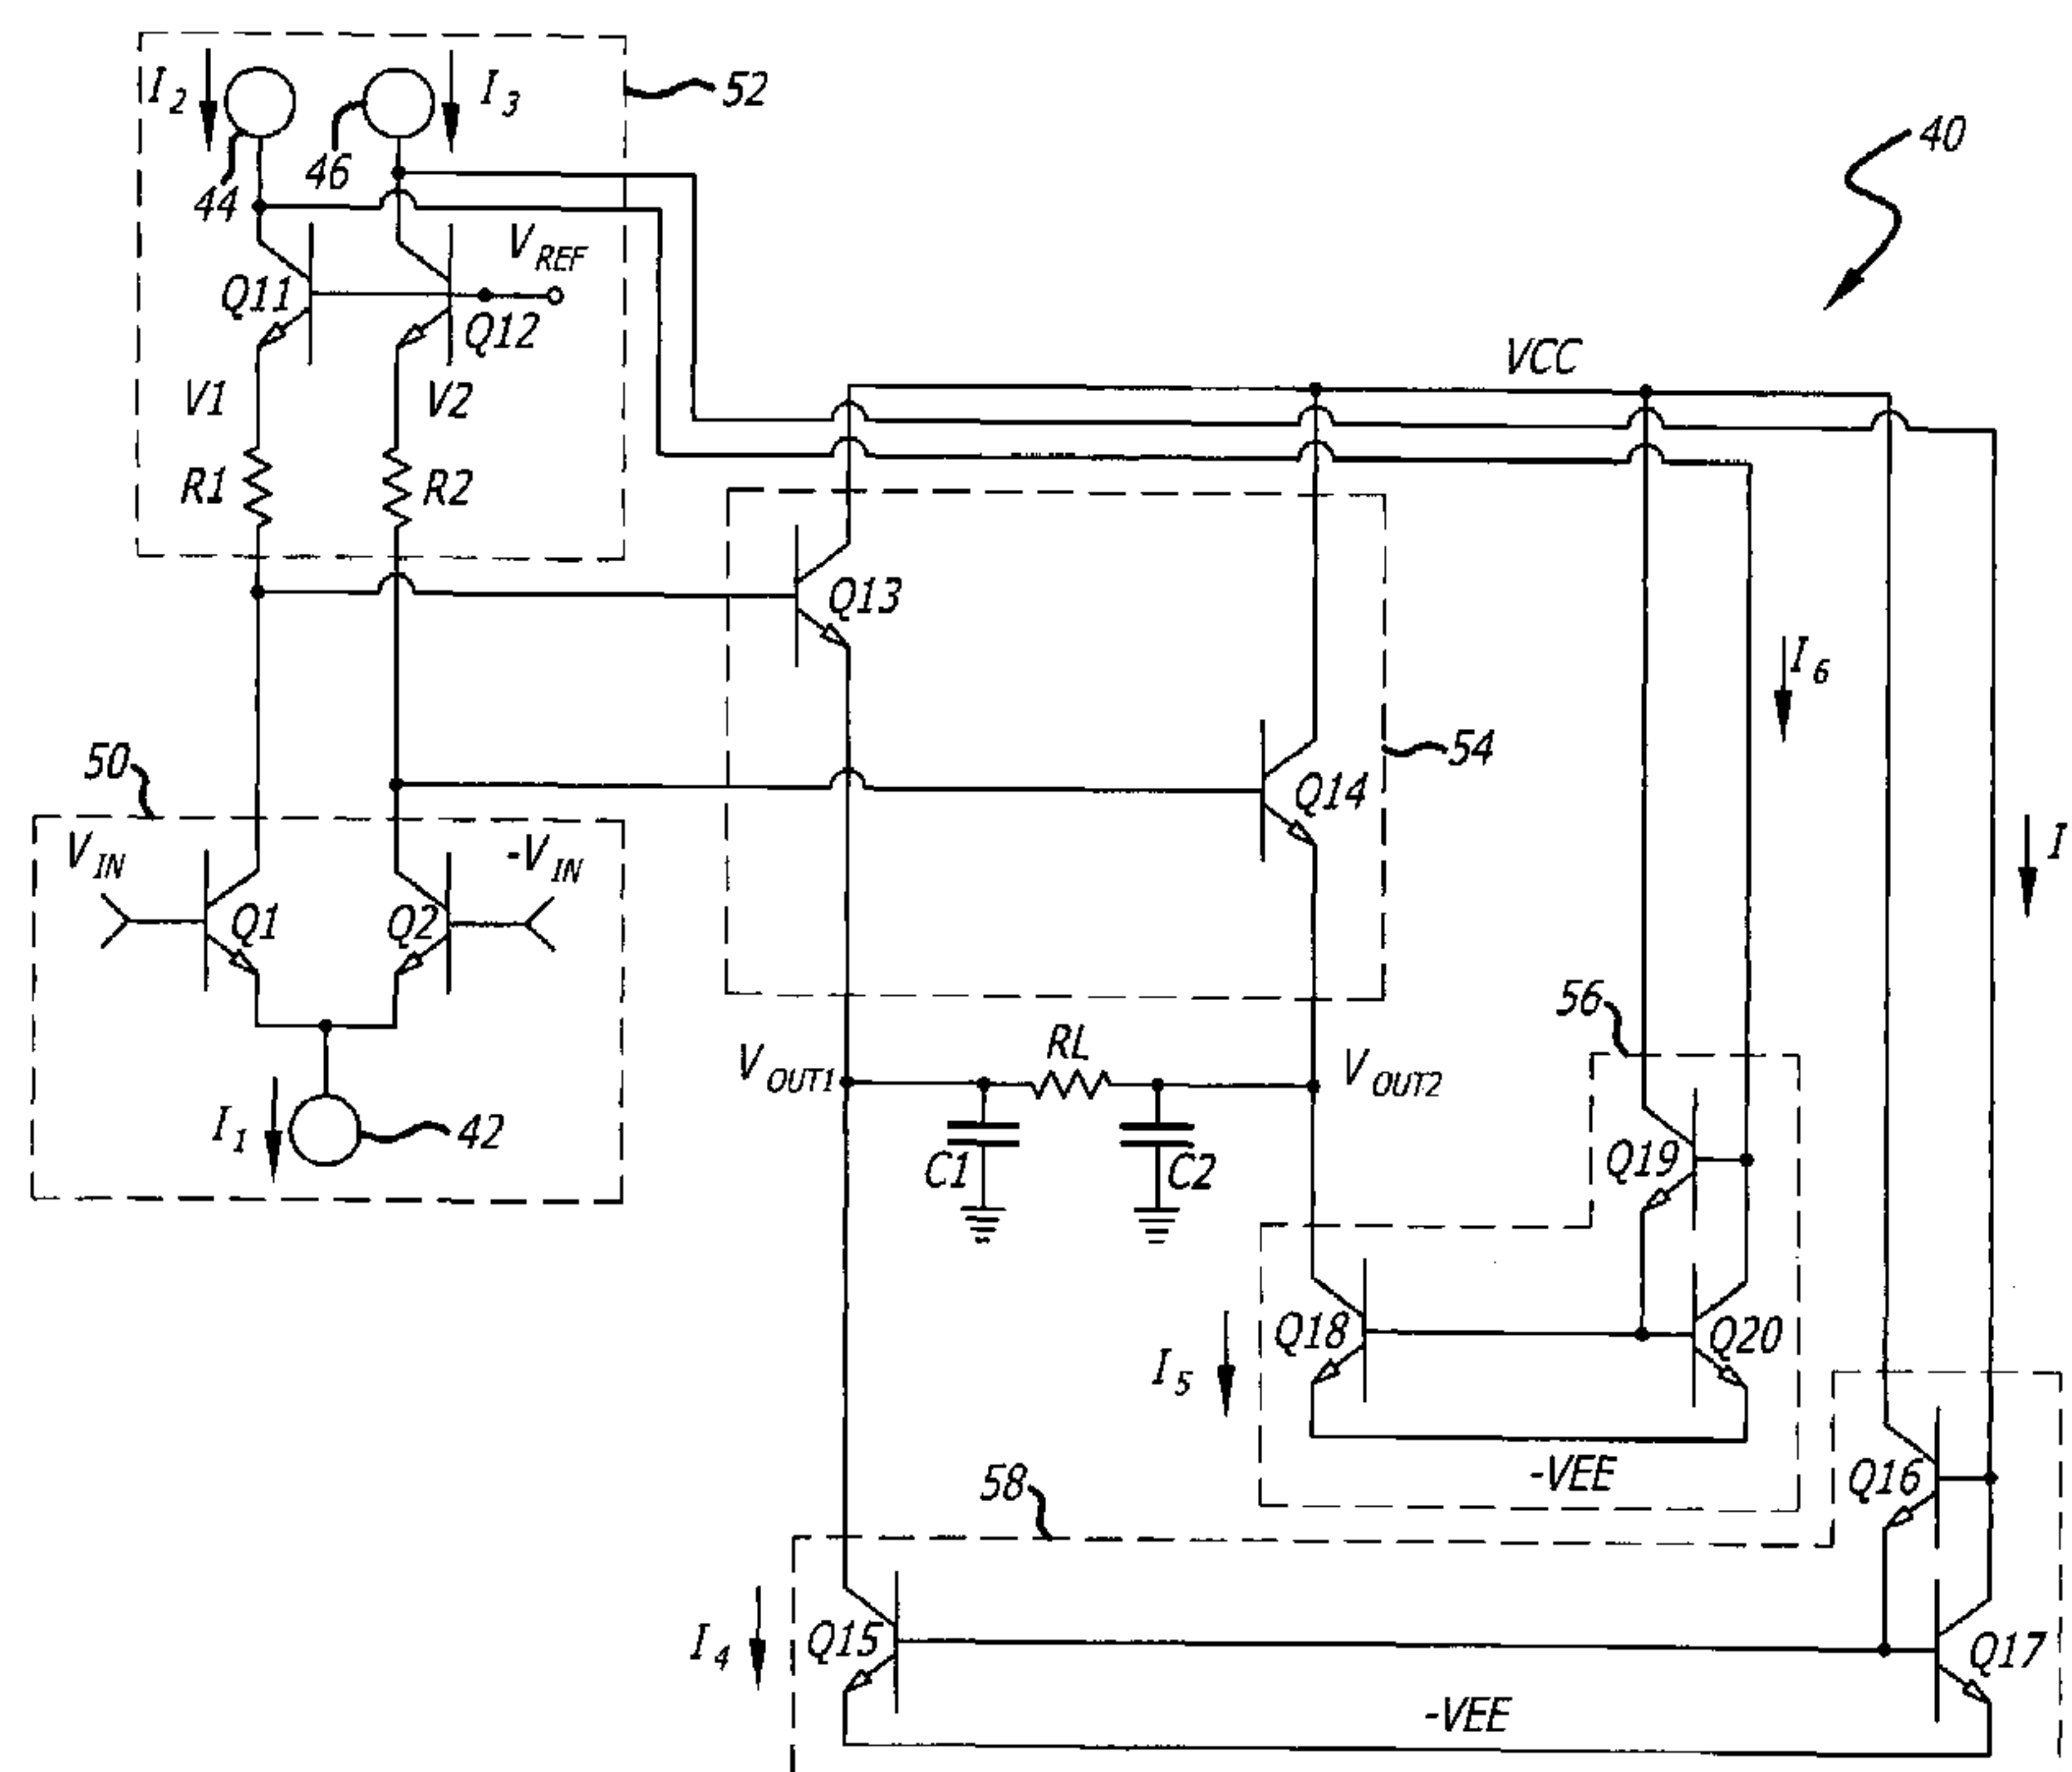 I2
I3
52
40
46
44
VREF
Q11
Q12
VCC
V1
V2
R1
R2
Q13
I6
50
54
Q14
VIN
-VIN
I
Q1
Q2
56
VOUT1
RL
VOUT2
I1
42
C1
C2
Q19
Q18
Q20
I5
-VEE
58
Q16
I4
Q15
Q17
-VEE